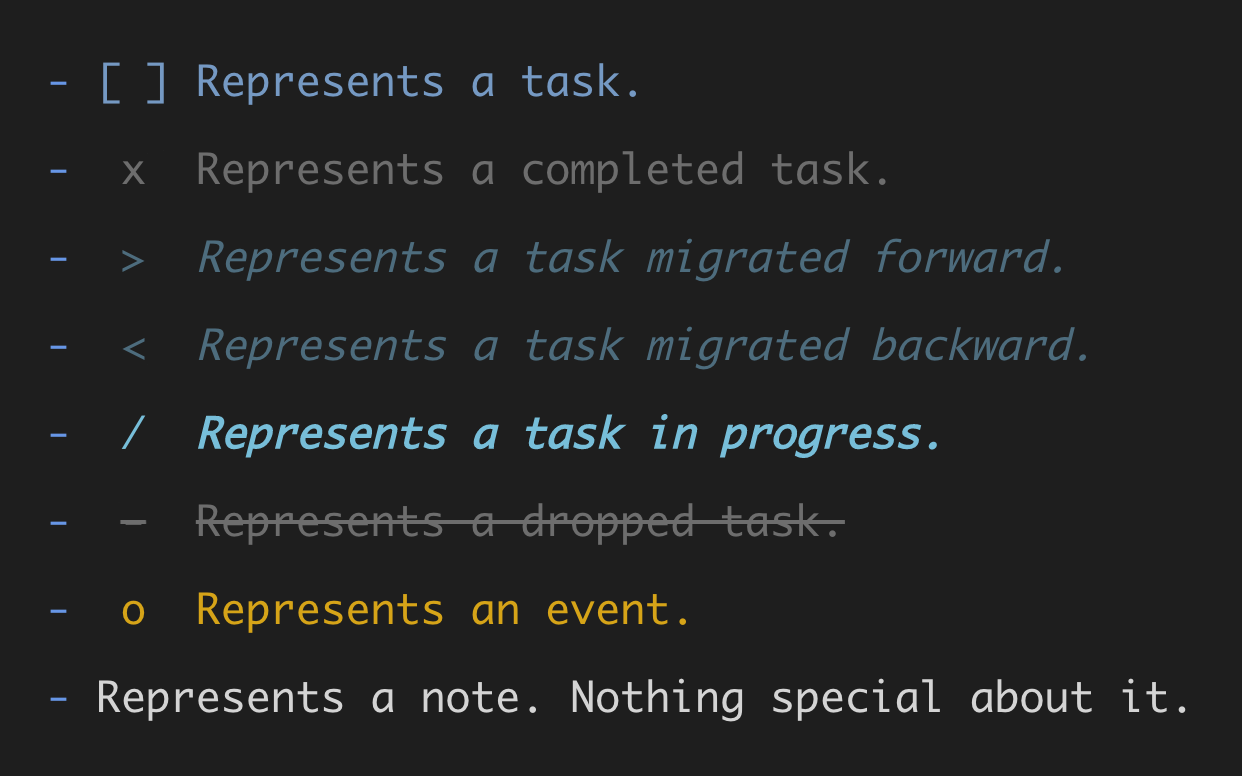 - [ ] Represents a task.
-  x  Represents a completed task.
-  >  Represents a task migrated forward.
-  <  Represents a task migrated backward.
-  /  Represents a task in progress.
-  –  Represents a dropped task.
-  o  Represents an event.
- Represents a note. Nothing special about it.